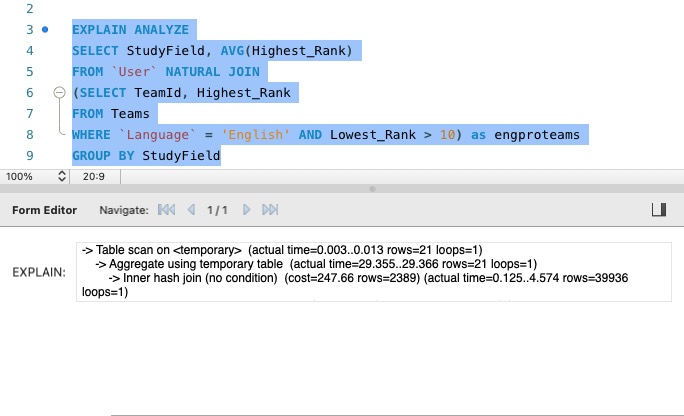 2
3 EXPLAIN ANALYZE
4 SELECT StudyField, AVG(Highest_Rank)
5 FROM `User` NATURAL JOIN
6 (SELECT TeamId, Highest_Rank
7 FROM Teams
8 WHERE `Language` = 'English' AND Lowest_Rank > 10) as engproteams
9 GROUP BY StudyField
100% 20:9
Form Editor Navigate: 1 / 1
EXPLAIN:
-> Table scan on <temporary> (actual time=0.003..0.013 rows=21 loops=1)
-> Aggregate using temporary table (actual time=29.355..29.366 rows=21 loops=1)
-> Inner hash join (no condition) (cost=247.66 rows=2389) (actual time=0.125..4.574 rows=39936
loops=1)